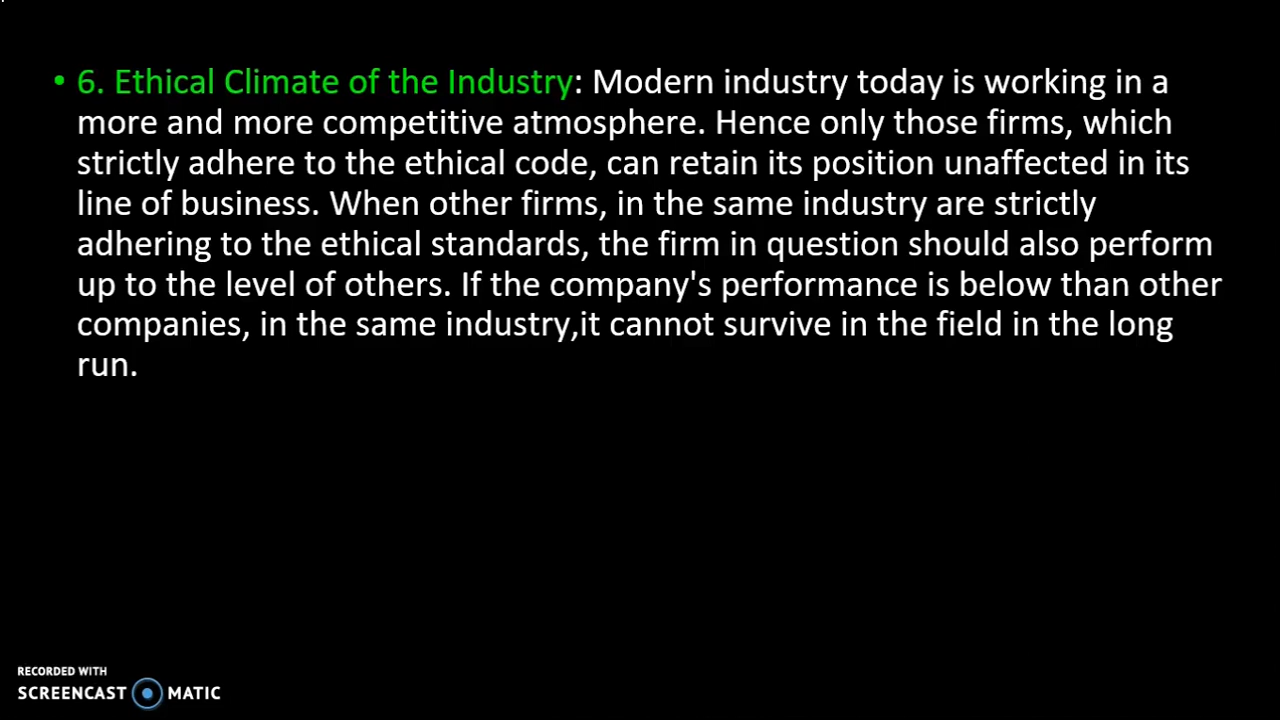 • 6. Ethical Climate of the Industry: Modern industry today is working in a
more and more competitive atmosphere. Hence only those firms, which
strictly adhere to the ethical code, can retain its position unaffected in its
line of business. When other firms, in the same industry are strictly
adhering to the ethical standards, the firm in question should also perform
up to the level of others. If the company's performance is below than other
companies, in the same industry,it cannot survive in the field in the long
run.
RECORDED WITH
SCREENCAST MATIC